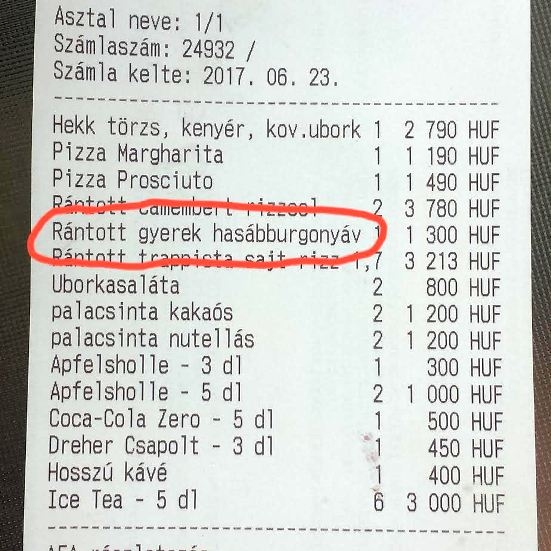 Asztal neve: 1/1
Számlaszám: 24932 /
Számla kelte: 2017. 06. 23.
Hekk törzs, kenyér, kov.ubork 1 2 790 HUF
Pizza Margharita 1 1 190 HUF
Pizza Prosciuto 1 1 490 HUF
Rántott camembert rizzsel 2 3 780 HUF
Rántott gyerek hasábburgonyáv 1 1 300 HUF
Rántott trappista sajt rizz 1,7 3 213 HUF
Uborkasaláta 2 800 HUF
palacsinta kakaós 2 1 200 HUF
palacsinta nutellás 2 1 200 HUF
Apfelsholle - 3 dl 1 300 HUF
Apfelsholle - 5 dl 2 1 000 HUF
Coca-Cola Zero - 5 dl 1 500 HUF
Dreher Csapolt - 3 dl 1 450 HUF
Hosszú kávé 1 400 HUF
Ice Tea - 5 dl 6 3 000 HUF